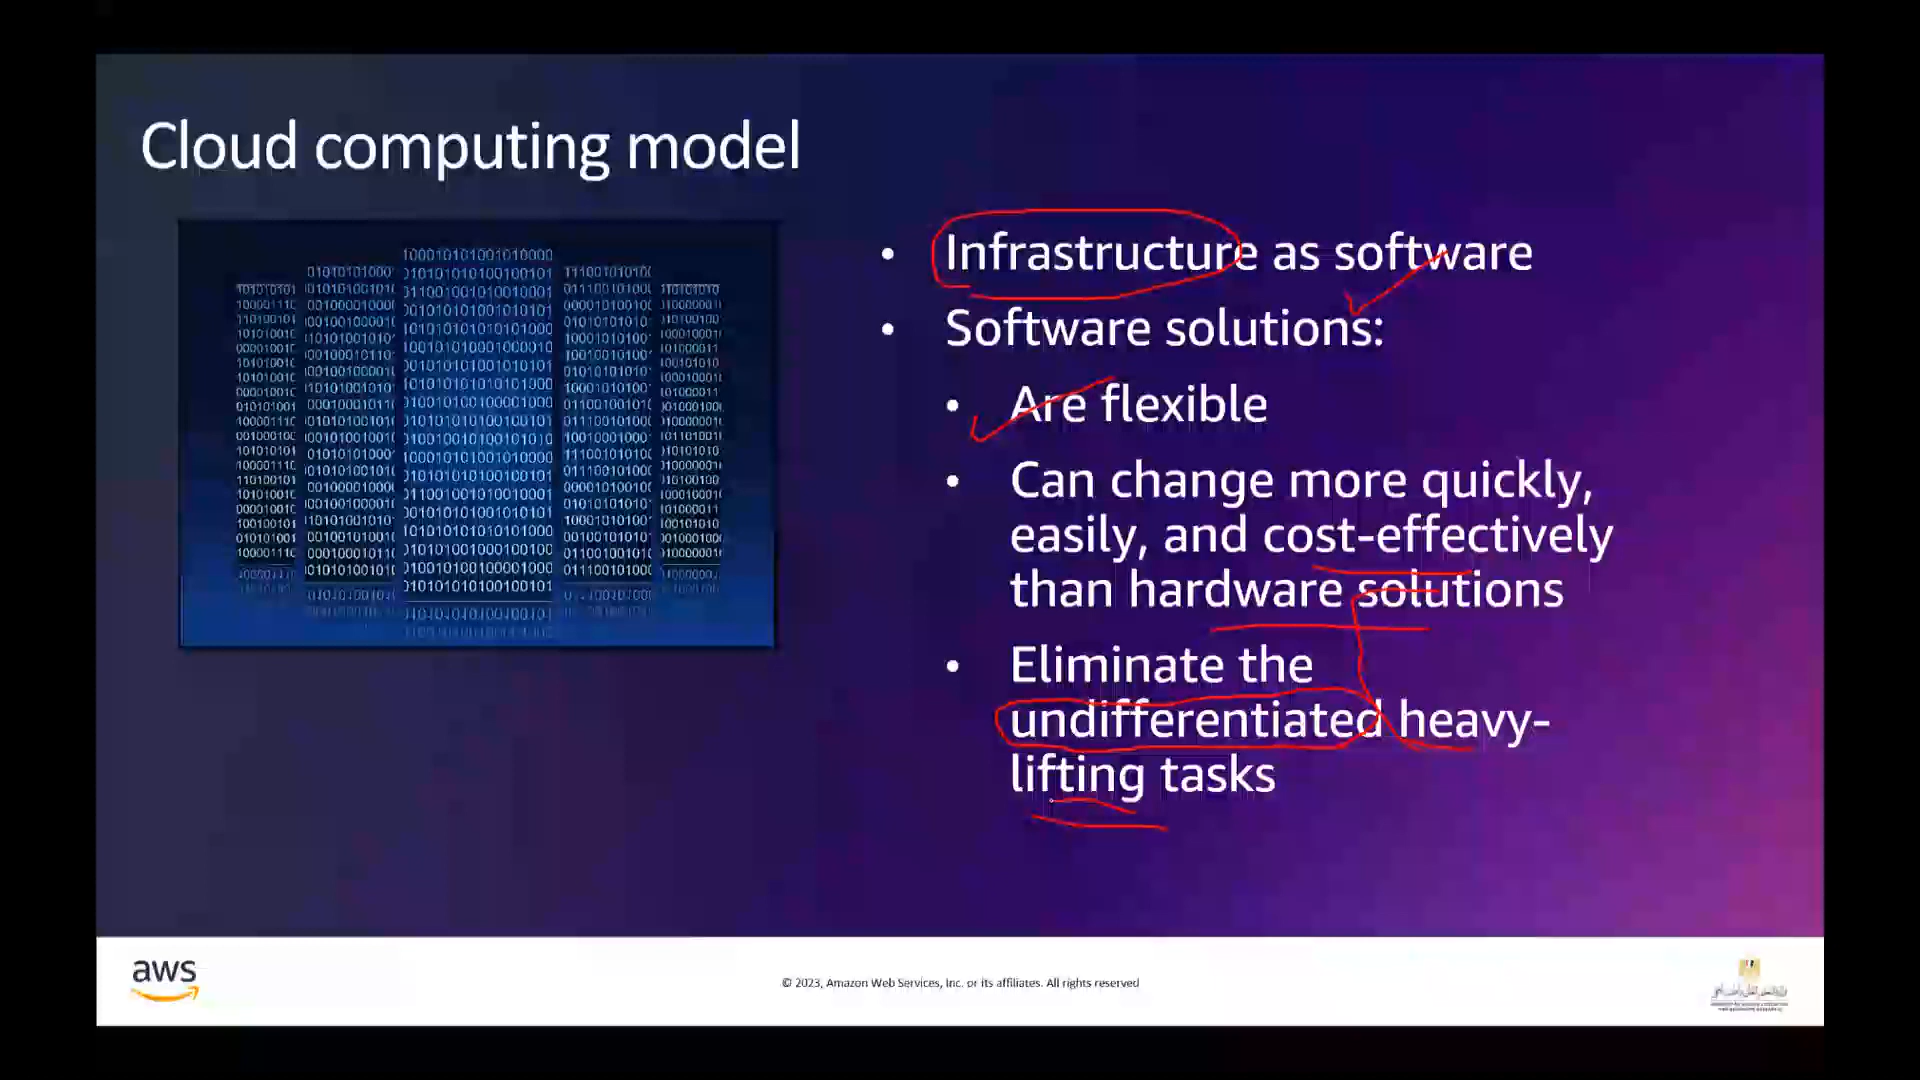 Cloud computing model
• Infrastructure as software
• Software solutions:
• Are flexible
• Can change more quickly,
easily, and cost-effectively
than hardware solutions
• Eliminate the
undifferentiated heavy-
lifting tasks
aws
© 2023, Amazon Web Services, Inc. or its affiliates. All rights reserved